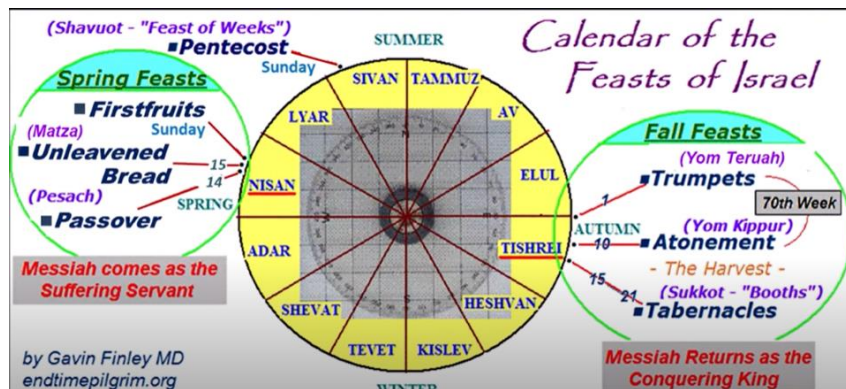 Calendar of the
Feasts of Israel
(Shavuot - "Feast of Weeks")
Pentecost
Sunday
SUMMER
Spring Feasts
Firstfruits
Sunday
(Matza)
Unleavened
Bread
15
14
(Pesach)
Passover
SPRING
Messiah comes as the
Suffering Servant
by Gavin Finley MD
endtimepilgrim.org
SIVAN
TAMMUZ
LYAR
AV
NISAN
ELUL
ADAR
TISHREI
SHEVAT
HESHVAN
TEVET
KISLEV
WINTER
Fall Feasts
(Yom Teruah)
Trumpets
1
70th Week
AUTUMN
(Yom Kippur)
10
Atonement
- The Harvest -
15
21
(Sukkot - "Booths")
Tabernacles
Messiah Returns as the
Conquering King